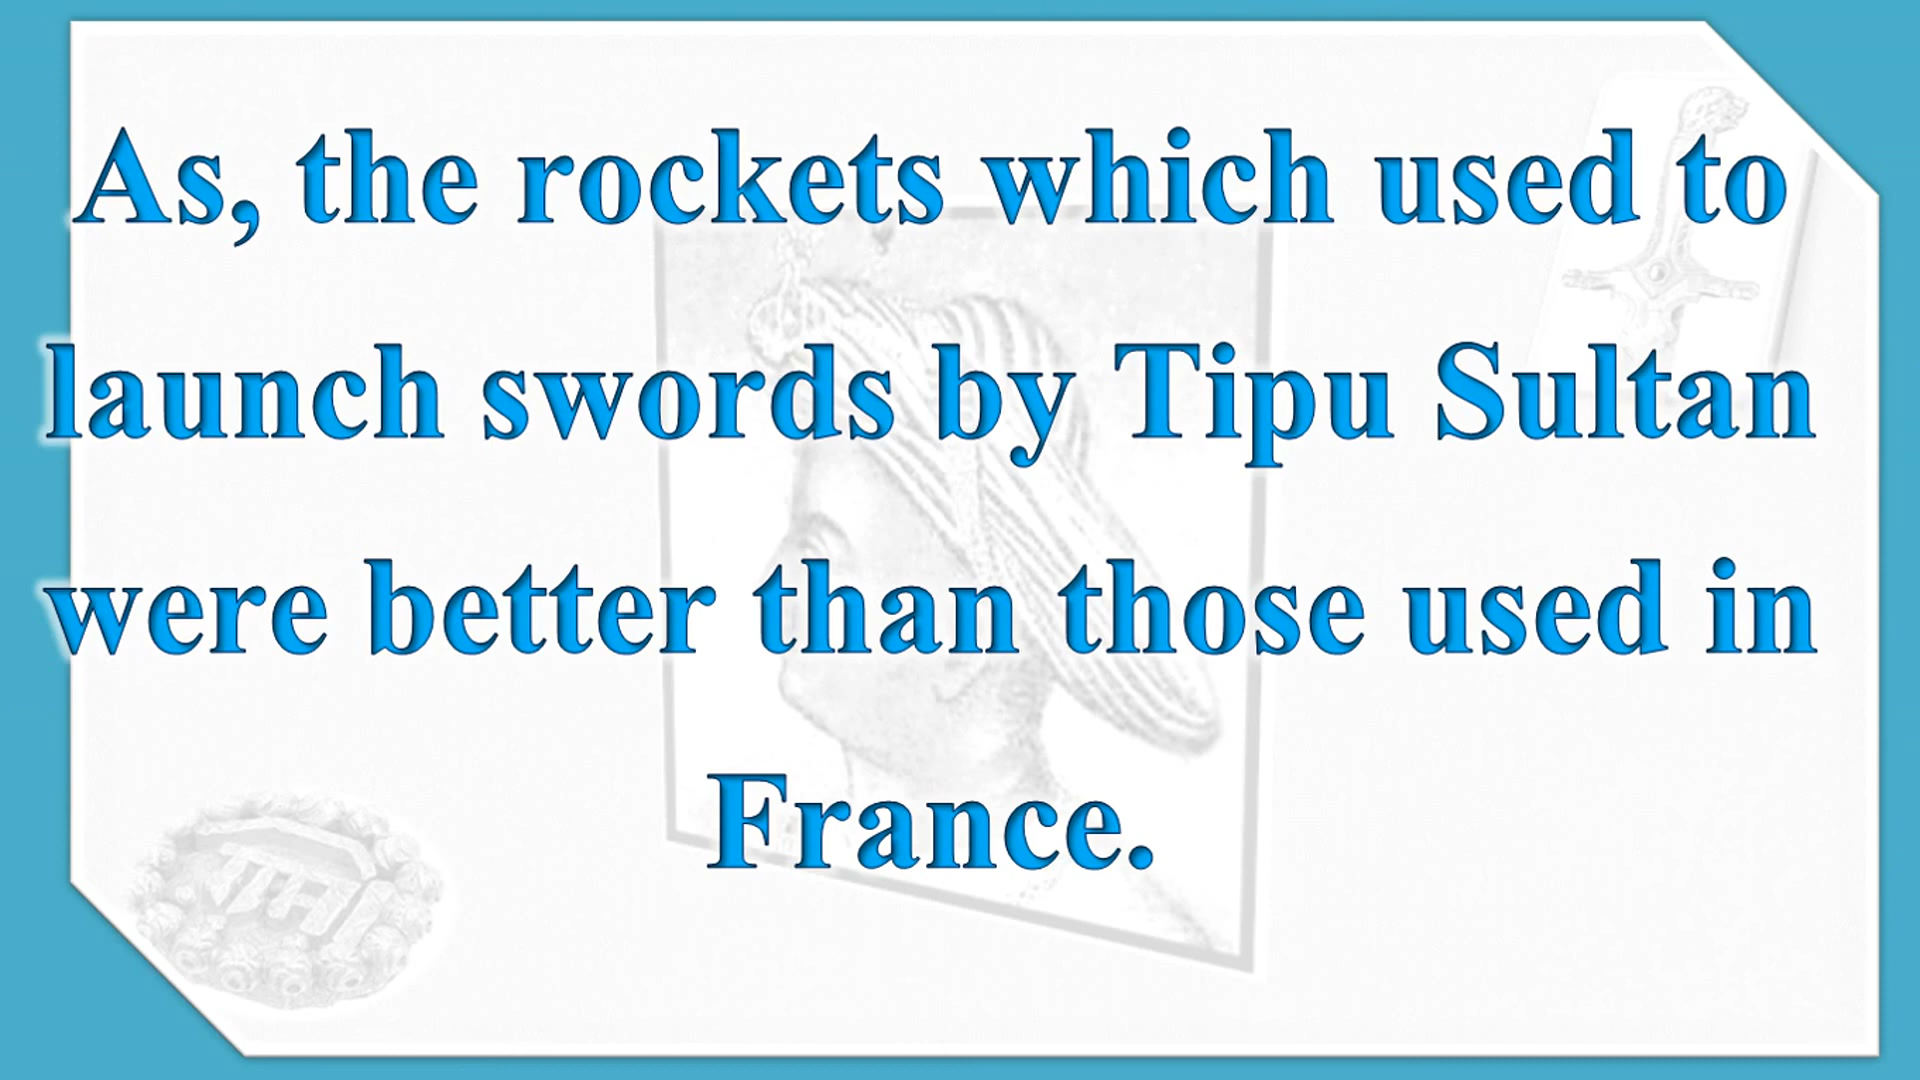 As, the rockets which used to
launch swords by Tipu Sultan
were better than those used in
France.
राम